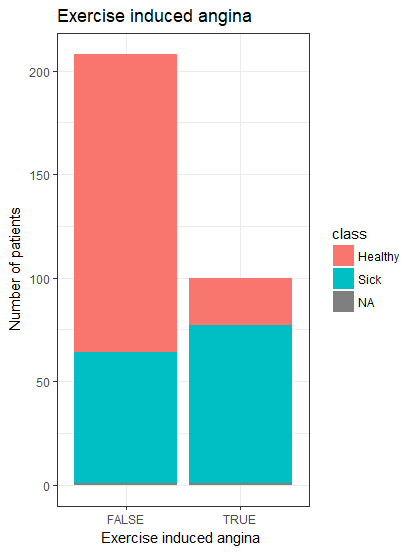 Exercise induced angina
Number of patients
200
150
100
50
0
FALSE
TRUE
Exercise induced angina
class
Healthy
Sick
NA